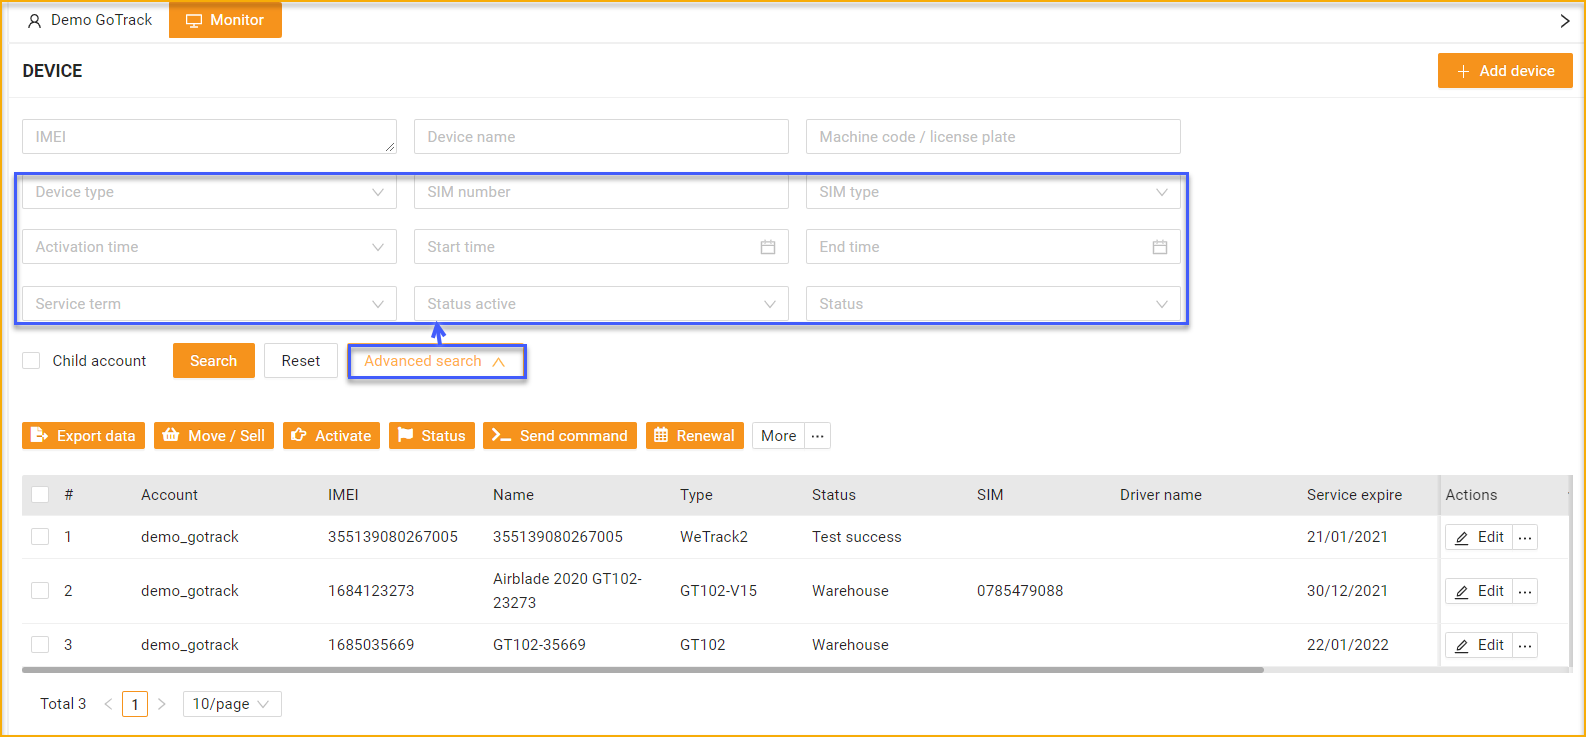 Demo GoTrack Monitor
DEVICE Add device
IMEI Device name Machine code / license plate
Device type SIM number SIM type
Activation time Start time End time
Service term Status active Status
Child account Search Reset Advanced search
Export data Move / Sell Activate Status Send command Renewal More ...
# Account IMEI Name Type Status SIM Driver name Service expire Actions
1 demo_gotrack 355139080267005 355139080267005 WeTrack2 Test success 21/01/2021 Edit ...
2 demo_gotrack 1684123273 Airblade 2020 GT102-
23273 GT102-V15 Warehouse 0785479088 30/12/2021 Edit ...
3 demo_gotrack 1685035669 GT102-35669 GT102 Warehouse 22/01/2022 Edit ...
Total 3 < 1 > 10/page